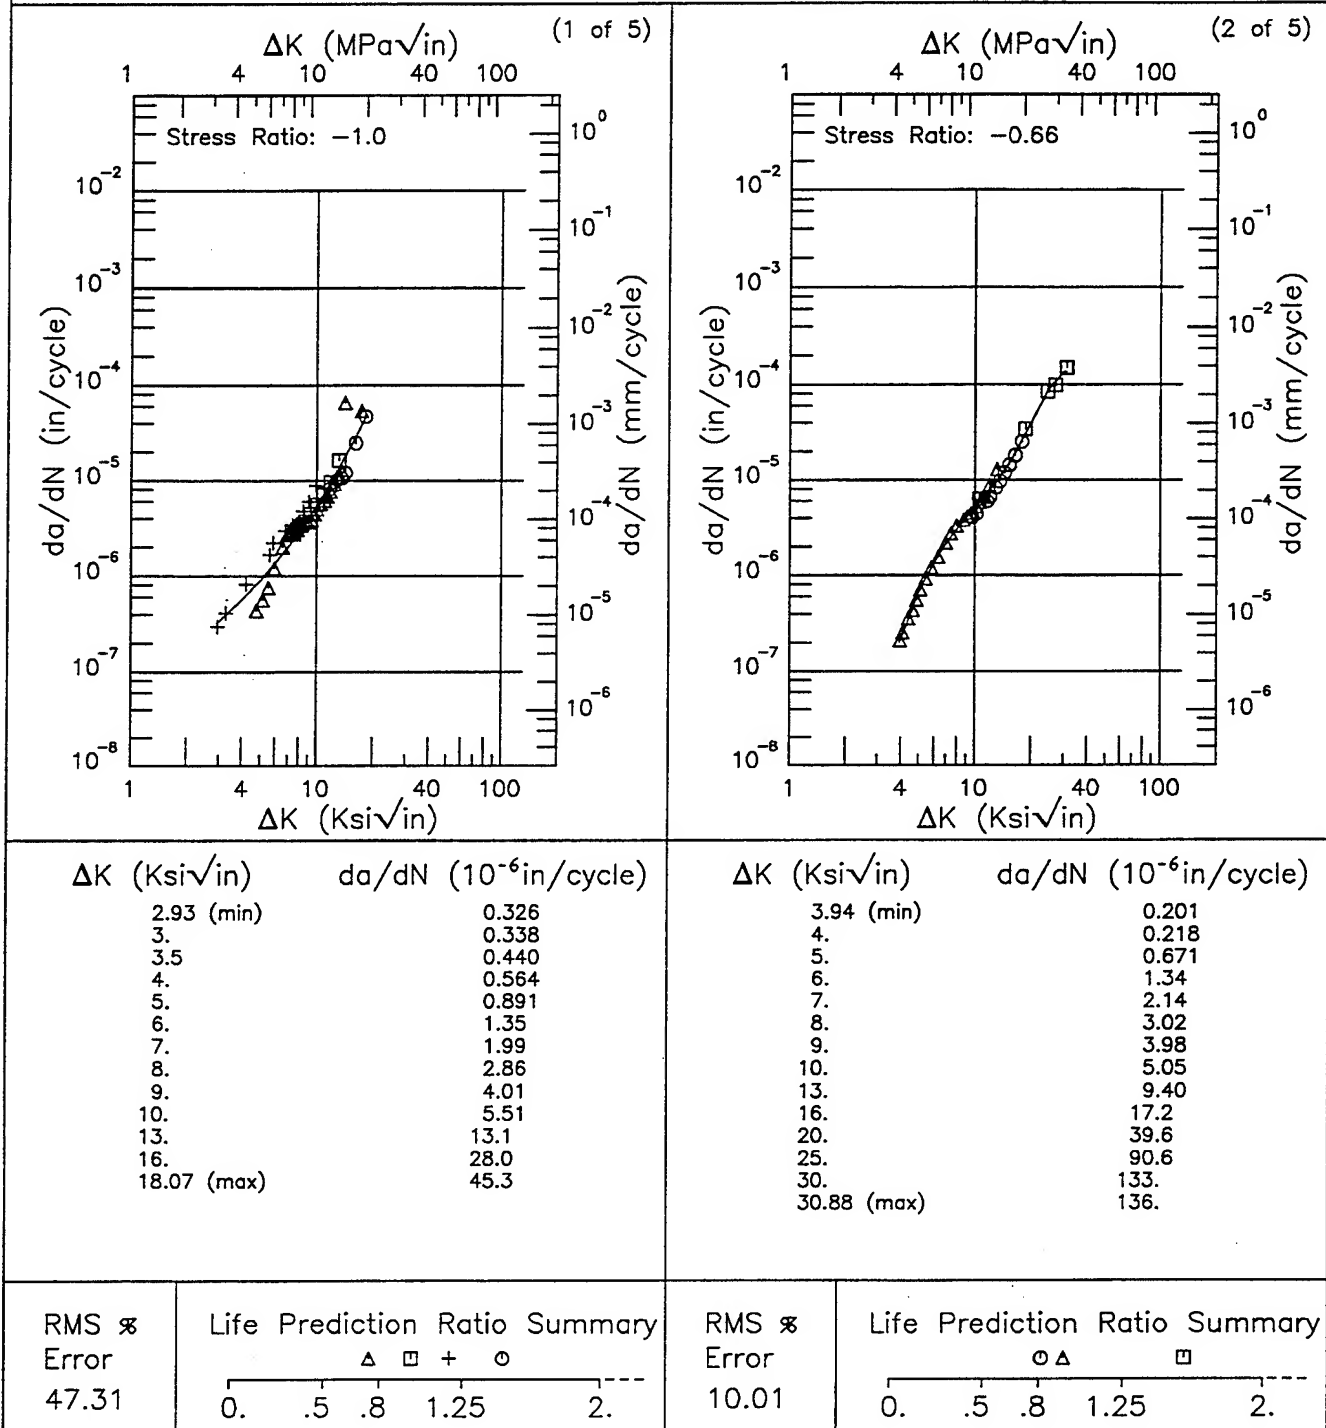 (1 of 5)
ΔK (MPa√in)
1 4 10 40 100
Stress Ratio: −1.0
da/dN (in/cycle)
10⁻²
10⁻³
10⁻⁴
10⁻⁵
10⁻⁶
10⁻⁷
10⁻⁸
10⁰
10⁻¹
10⁻²
10⁻³
10⁻⁴
10⁻⁵
10⁻⁶
da/dN (mm/cycle)
1 4 10 40 100
ΔK (Ksi√in)
ΔK (Ksi√in) da/dN (10⁻⁶in/cycle)
2.93 (min) 0.326
3. 0.338
3.5 0.440
4. 0.564
5. 0.891
6. 1.35
7. 1.99
8. 2.86
9. 4.01
10. 5.51
13. 13.1
16. 28.0
18.07 (max) 45.3
RMS %
Error
47.31
Life Prediction Ratio Summary
0. .5 .8 1.25 2.
(2 of 5)
ΔK (MPa√in)
1 4 10 40 100
Stress Ratio: −0.66
da/dN (in/cycle)
10⁻²
10⁻³
10⁻⁴
10⁻⁵
10⁻⁶
10⁻⁷
10⁻⁸
10⁰
10⁻¹
10⁻²
10⁻³
10⁻⁴
10⁻⁵
10⁻⁶
da/dN (mm/cycle)
1 4 10 40 100
ΔK (Ksi√in)
ΔK (Ksi√in) da/dN (10⁻⁶in/cycle)
3.94 (min) 0.201
4. 0.218
5. 0.671
6. 1.34
7. 2.14
8. 3.02
9. 3.98
10. 5.05
13. 9.40
16. 17.2
20. 39.6
25. 90.6
30. 133.
30.88 (max) 136.
RMS %
Error
10.01
Life Prediction Ratio Summary
0. .5 .8 1.25 2.